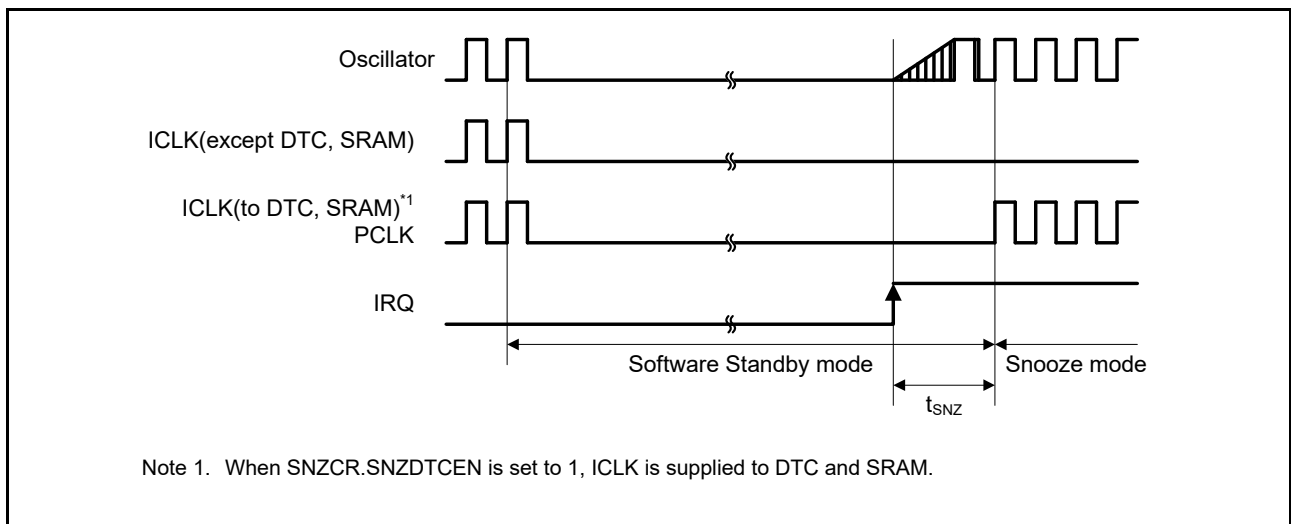 Oscillator
ICLK(except DTC, SRAM)
ICLK(to DTC, SRAM)*1
PCLK
IRQ
Software Standby mode
Snooze mode
tSNZ
Note 1. When SNZCR.SNZDTCEN is set to 1, ICLK is supplied to DTC and SRAM.